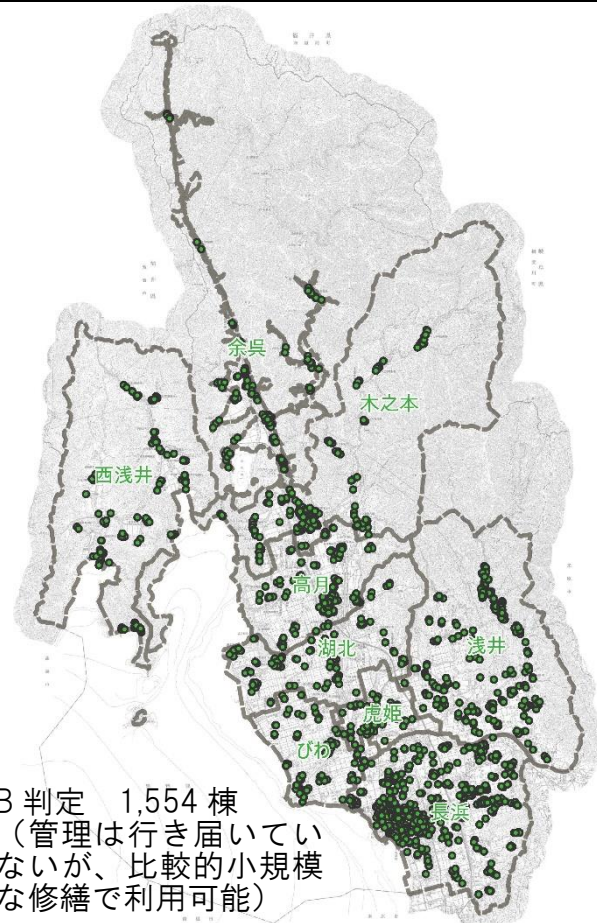 余呉
木之本
西浅井
高月
湖北
浅井
虎姫
びわ
長浜
B 判定　1,554 棟
（管理は行き届いてい
ないが、比較的小規模
な修繕で利用可能）